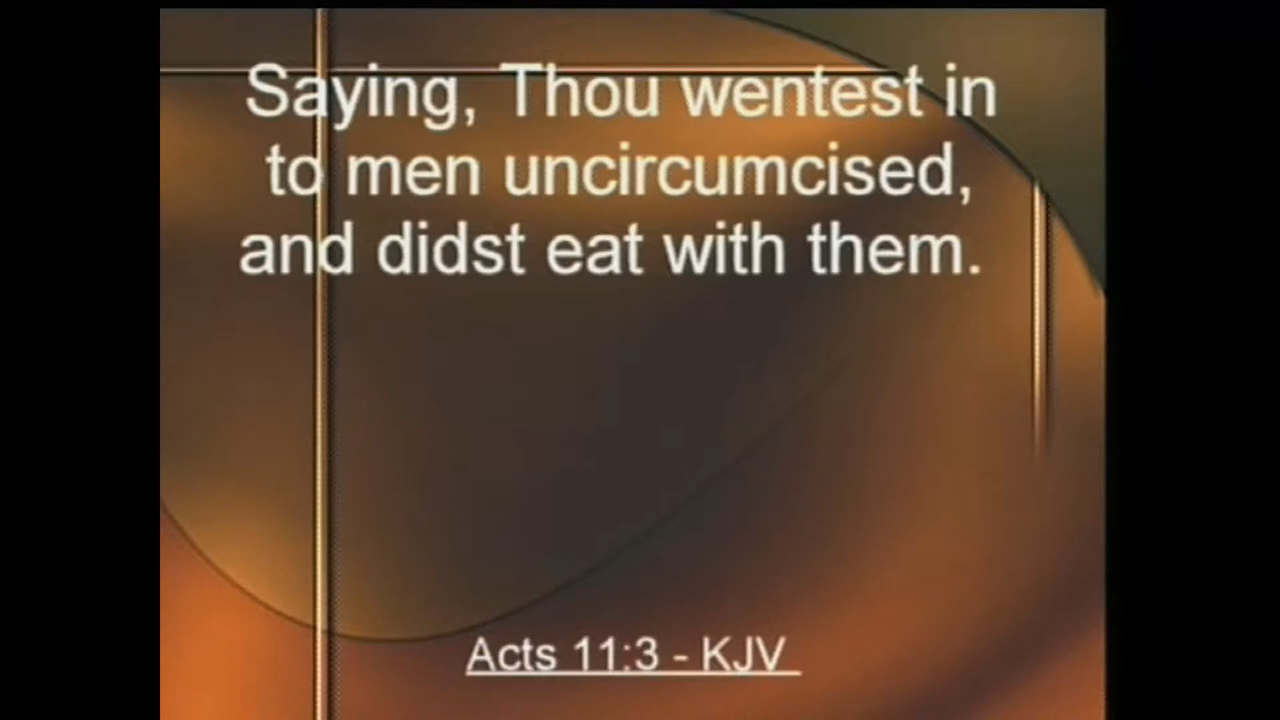 Saying, Thou wentest in
to men uncircumcised,
and didst eat with them.
Acts 11:3 - KJV